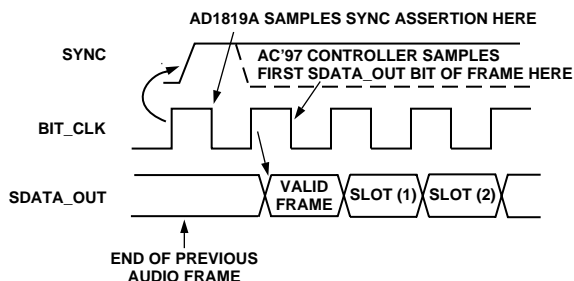 AD1819A SAMPLES SYNC ASSERTION HERE
SYNC
AC'97 CONTROLLER SAMPLES
FIRST SDATA_OUT BIT OF FRAME HERE
BIT_CLK
SDATA_OUT
VALID
FRAME
SLOT (1)
SLOT (2)
END OF PREVIOUS
AUDIO FRAME